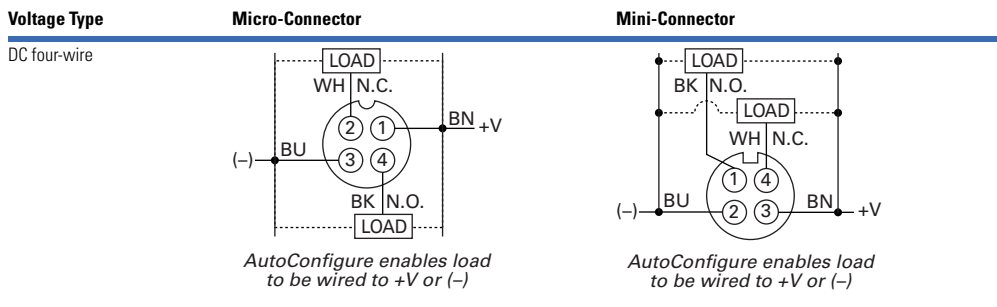 Voltage Type Micro-Connector Mini-Connector
DC four-wire
LOAD
WH N.C.
2 1
BN +V
(–) BU
3 4
BK N.O.
LOAD
AutoConfigure enables load
to be wired to +V or (–)
LOAD
BK N.O.
LOAD
WH N.C.
1 4
(–) BU
2 3
BN +V
AutoConfigure enables load
to be wired to +V or (–)